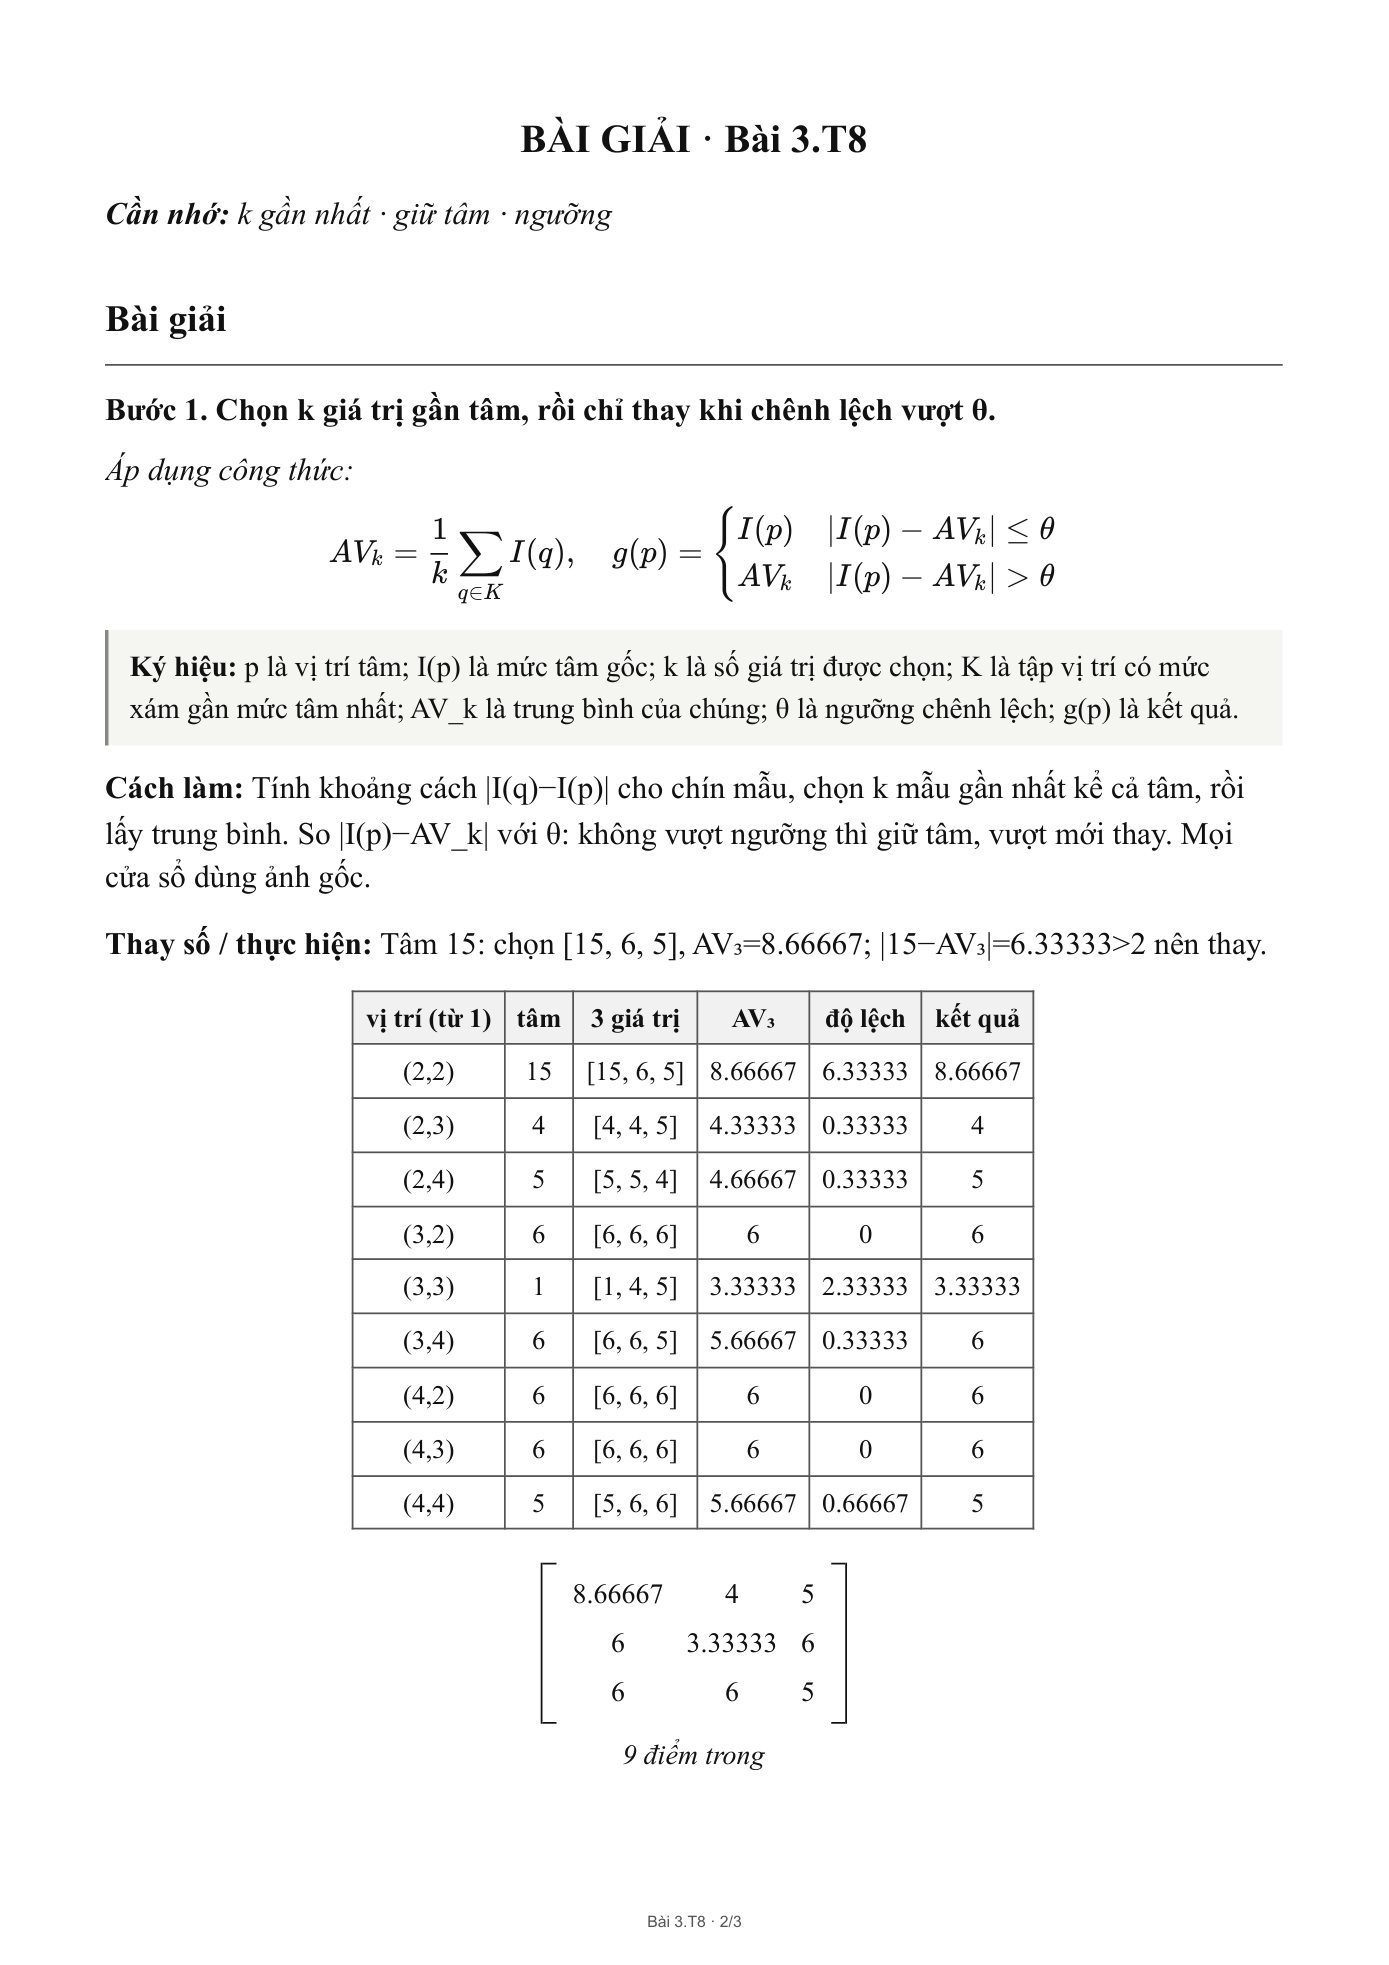 BÀI GIẢI · Bài 3.T8
Cần nhớ: k gần nhất · giữ tâm · ngưỡng
Bài giải
Bước 1. Chọn k giá trị gần tâm, rồi chỉ thay khi chênh lệch vượt θ.
Áp dụng công thức:
AV_k = 1/k ∑_{q∈K} I(q), g(p) = { I(p) |I(p) − AV_k| ≤ θ
AV_k |I(p) − AV_k| > θ
Ký hiệu: p là vị trí tâm; I(p) là mức tâm gốc; k là số giá trị được chọn; K là tập vị trí có mức
xám gần mức tâm nhất; AV_k là trung bình của chúng; θ là ngưỡng chênh lệch; g(p) là kết quả.
Cách làm: Tính khoảng cách |I(q)−I(p)| cho chín mẫu, chọn k mẫu gần nhất kể cả tâm, rồi
lấy trung bình. So |I(p)−AV_k| với θ: không vượt ngưỡng thì giữ tâm, vượt mới thay. Mọi
cửa sổ dùng ảnh gốc.
Thay số / thực hiện: Tâm 15: chọn [15, 6, 5], AV₃=8.66667; |15−AV₃|=6.33333>2 nên thay.
vị trí (từ 1) tâm 3 giá trị AV₃ độ lệch kết quả
(2,2) 15 [15, 6, 5] 8.66667 6.33333 8.66667
(2,3) 4 [4, 4, 5] 4.33333 0.33333 4
(2,4) 5 [5, 5, 4] 4.66667 0.33333 5
(3,2) 6 [6, 6, 6] 6 0 6
(3,3) 1 [1, 4, 5] 3.33333 2.33333 3.33333
(3,4) 6 [6, 6, 5] 5.66667 0.33333 6
(4,2) 6 [6, 6, 6] 6 0 6
(4,3) 6 [6, 6, 6] 6 0 6
(4,4) 5 [5, 6, 6] 5.66667 0.66667 5
8.66667 4 5
6 3.33333 6
6 6 5
9 điểm trong
Bài 3.T8 · 2/3